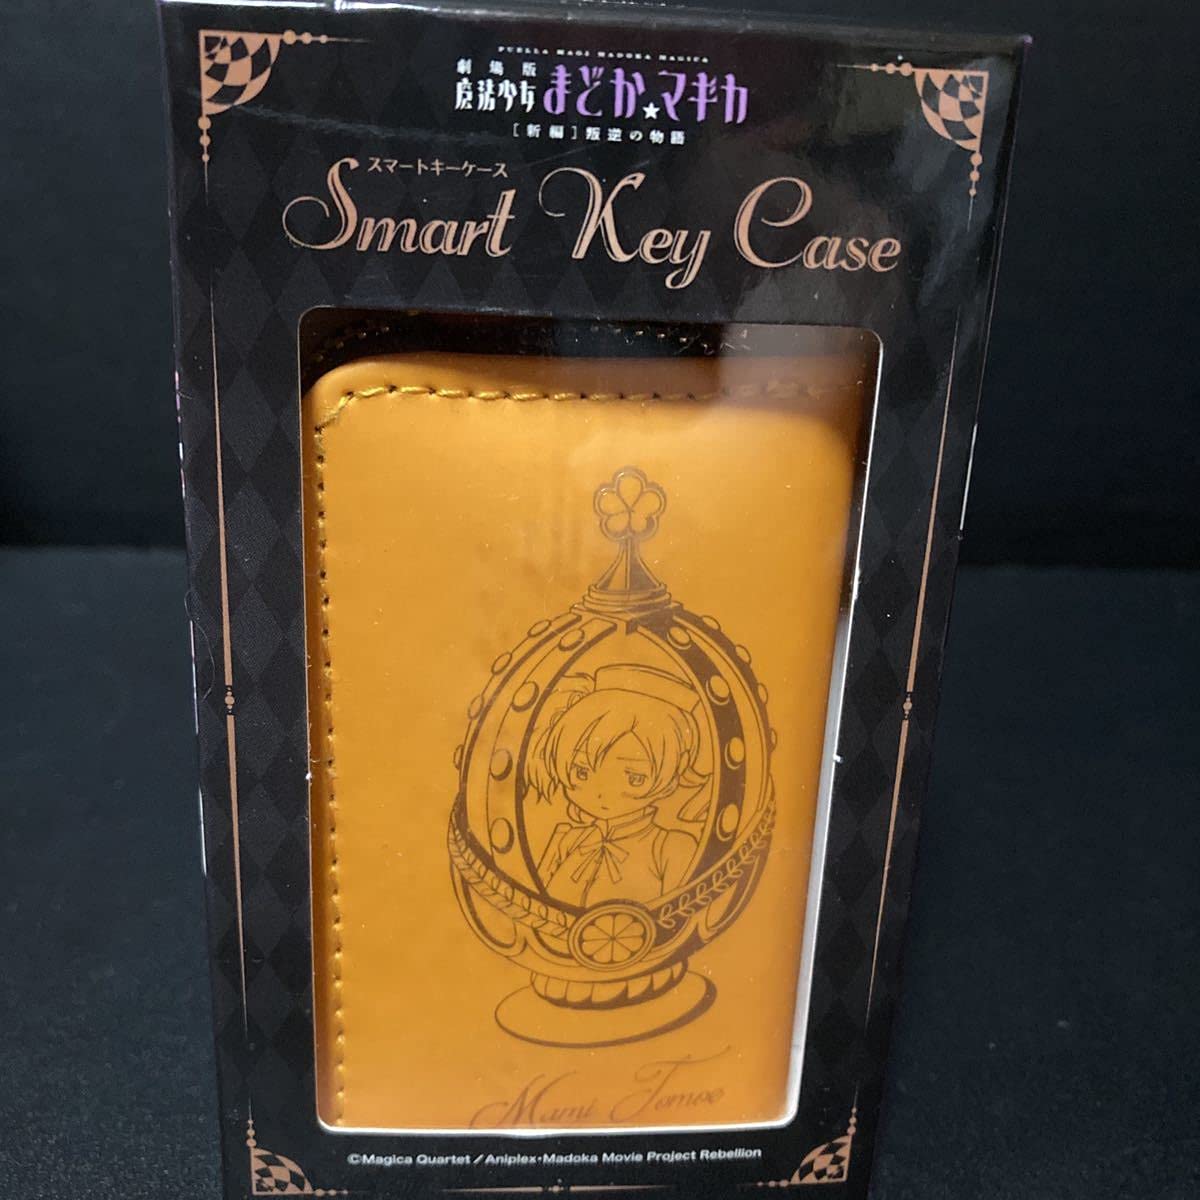 PUELLA MAGI MADOKA MAGICA
劇場版
魔法少女まどか★マギカ
[新編]叛逆の物語
スマートキーケース
Smart Key Case
Mami Tomoe
©Magica Quartet／Aniplex・Madoka Movie Project Rebellion